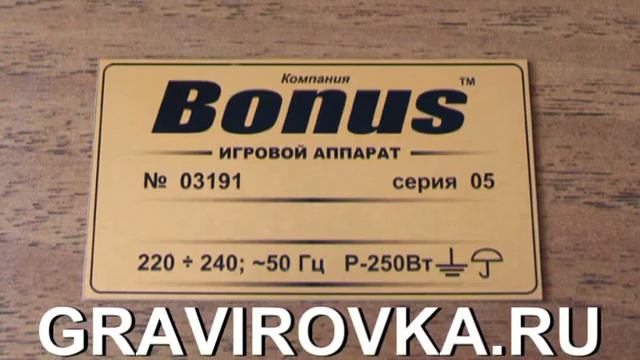 Компания
Bonus™
ИГРОВОЙ АППАРАТ
№ 03191 серия 05
220 ÷ 240; ~50 Гц P-250Вт
GRAVIROVKA.RU